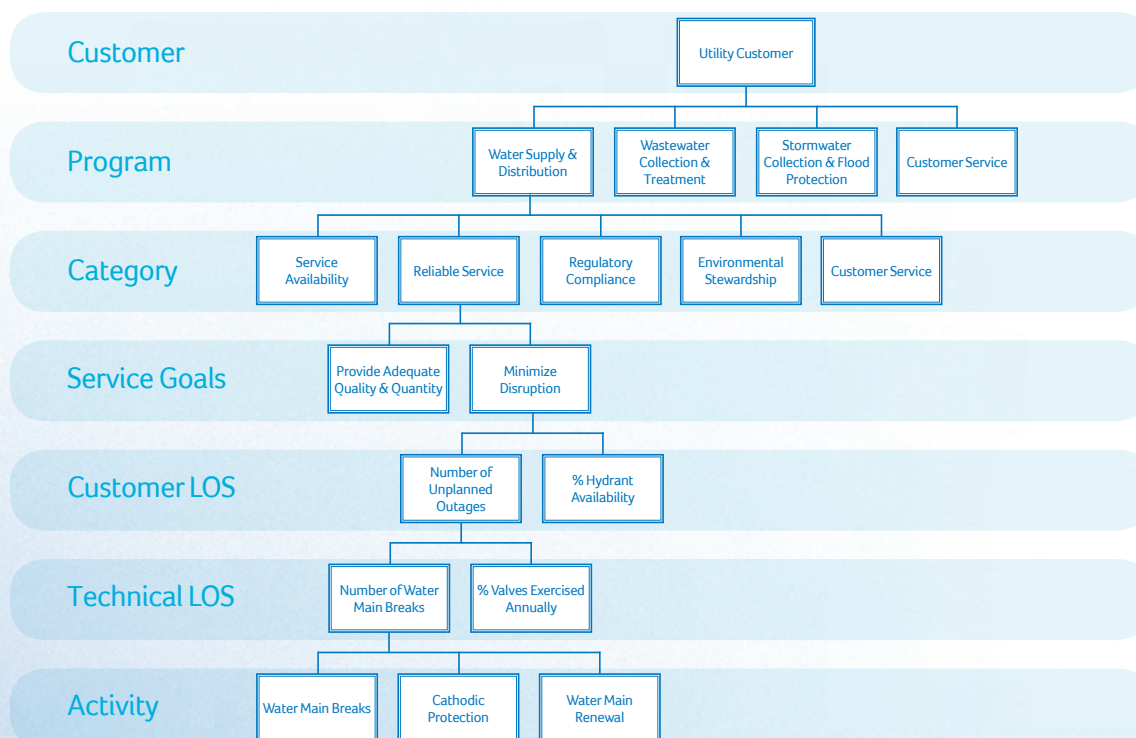 Customer
Utility Customer
Program
Water Supply &
Distribution
Wastewater
Collection &
Treatment
Stormwater
Collection & Flood
Protection
Customer Service
Category
Service
Availability
Reliable Service
Regulatory
Compliance
Environmental
Stewardship
Customer Service
Service Goals
Provide Adequate
Quality & Quantity
Minimize
Disruption
Customer LOS
Number of
Unplanned
Outages
% Hydrant
Availability
Technical LOS
Number of Water
Main Breaks
% Valves Exercised
Annually
Activity
Water Main Breaks
Cathodic
Protection
Water Main
Renewal